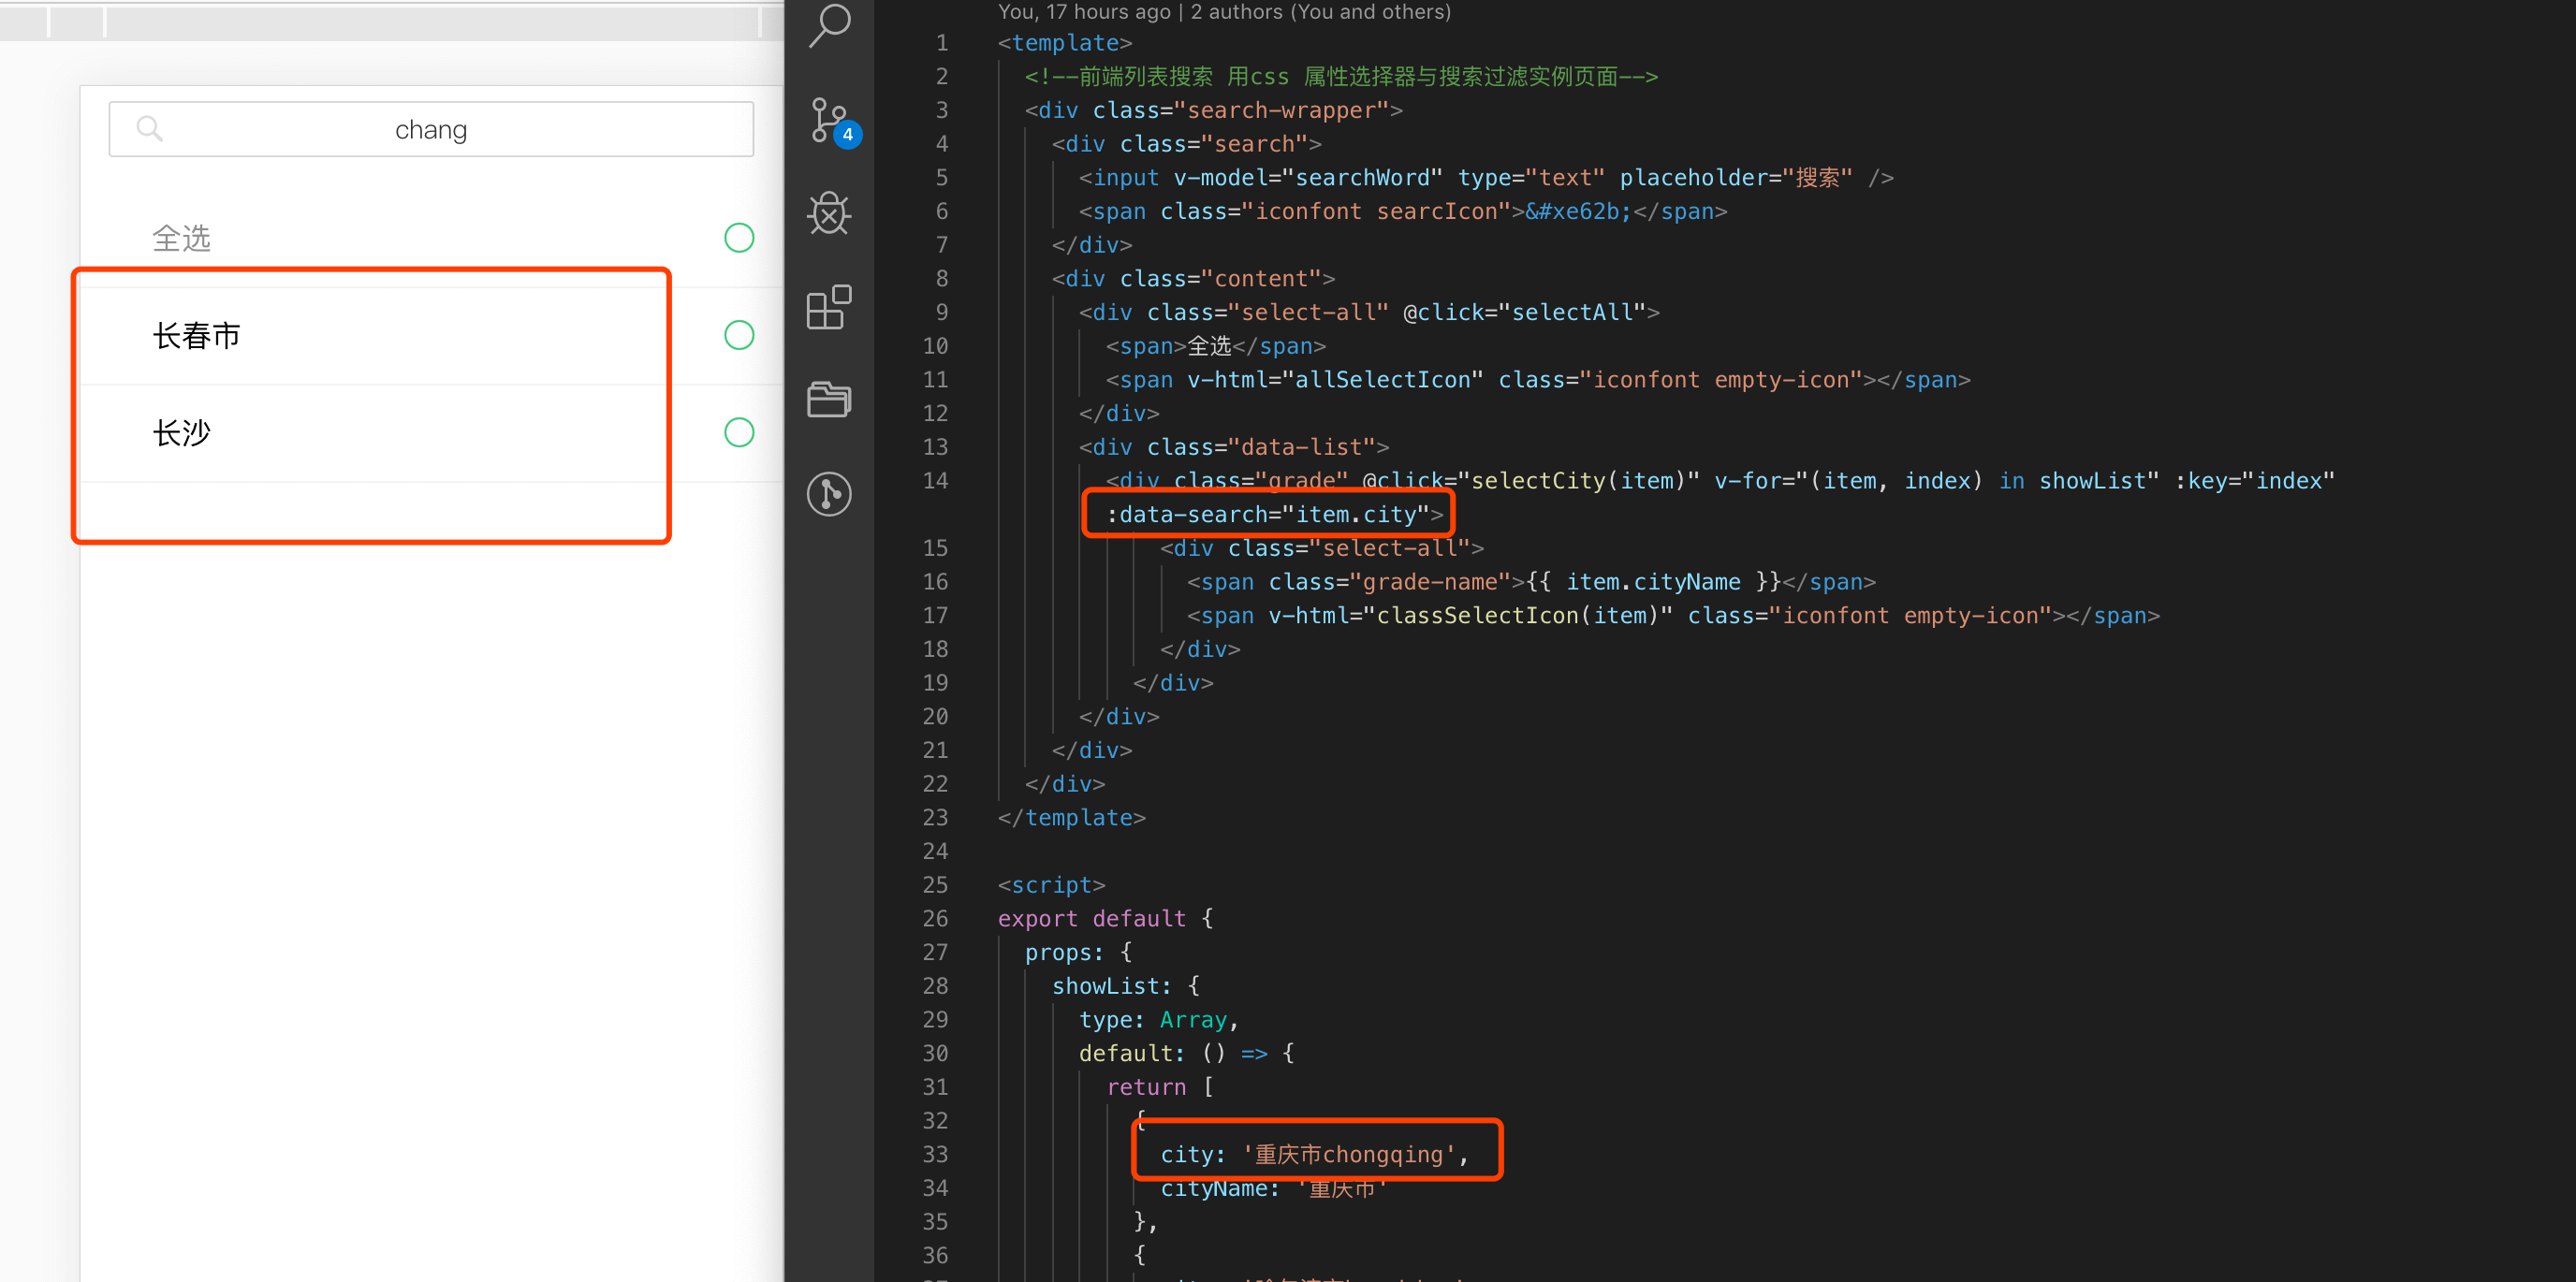 chang
全选
长春市
长沙
4
You, 17 hours ago | 2 authors (You and others)
1 <template>
2 <!--前端列表搜索 用css 属性选择器与搜索过滤实例页面-->
3 <div class="search-wrapper">
4 <div class="search">
5 <input v-model="searchWord" type="text" placeholder="搜索" />
6 <span class="iconfont searcIcon">&#xe62b;</span>
7 </div>
8 <div class="content">
9 <div class="select-all" @click="selectAll">
10 <span>全选</span>
11 <span v-html="allSelectIcon" class="iconfont empty-icon"></span>
12 </div>
13 <div class="data-list">
14 <div class="grade" @click="selectCity(item)" v-for="(item, index) in showList" :key="index"
:data-search="item.city">
15 <div class="select-all">
16 <span class="grade-name">{{ item.cityName }}</span>
17 <span v-html="classSelectIcon(item)" class="iconfont empty-icon"></span>
18 </div>
19 </div>
20 </div>
21 </div>
22 </div>
23 </template>
24
25 <script>
26 export default {
27 props: {
28 showList: {
29 type: Array,
30 default: () => {
31 return [
32 {
33 city: '重庆市chongqing',
34 cityName: '重庆市'
35 },
36 {